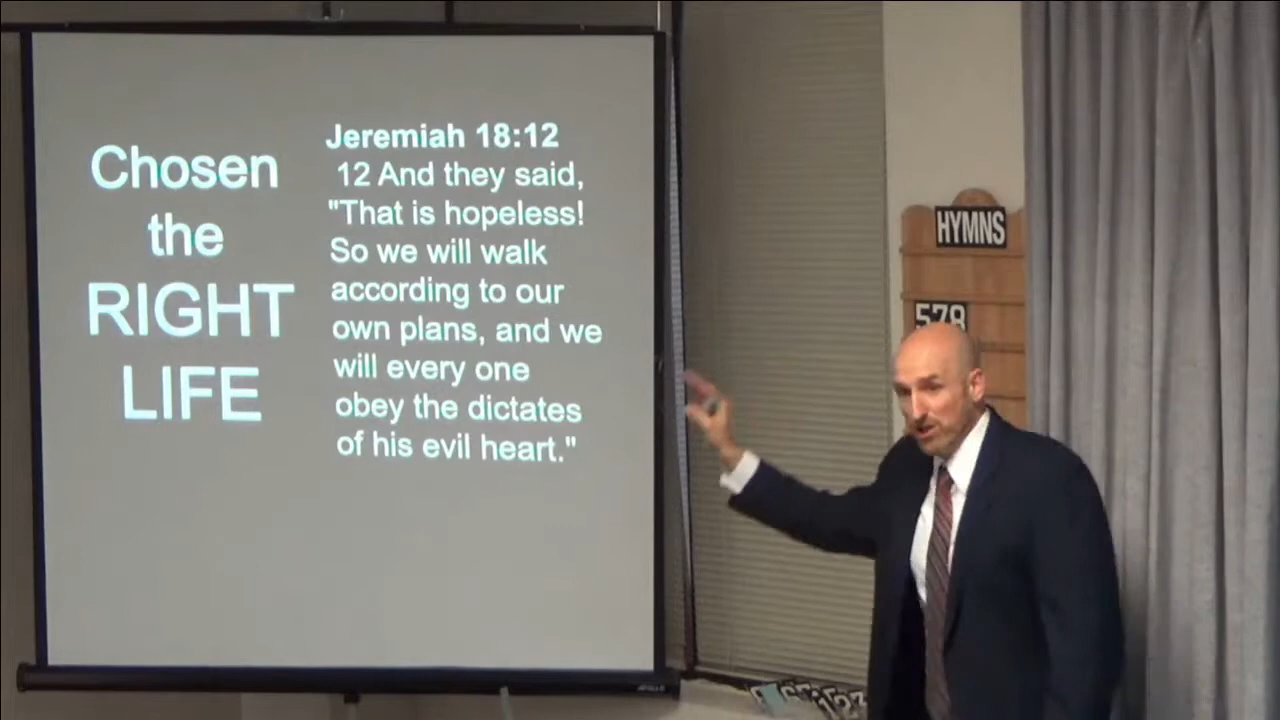 Chosen
the
RIGHT
LIFE
Jeremiah 18:12
12 And they said,
"That is hopeless!
So we will walk
according to our
own plans, and we
will every one
obey the dictates
of his evil heart."
HYMNS
578